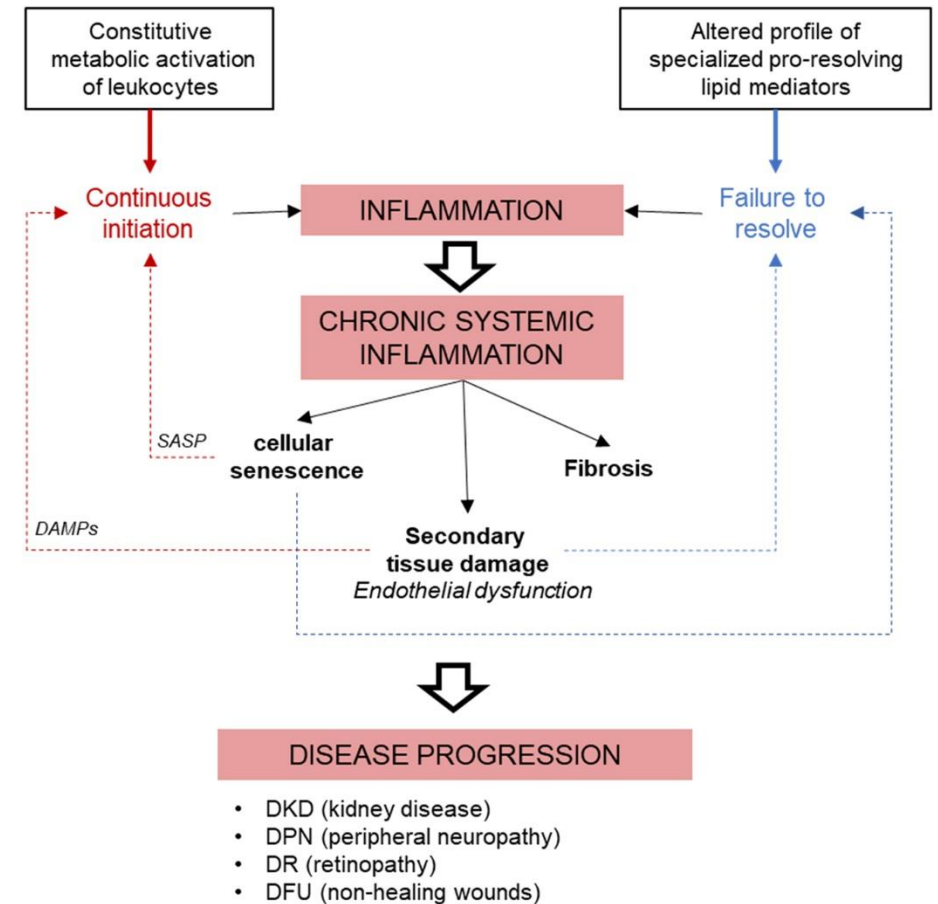 Constitutive
metabolic activation
of leukocytes
Altered profile of
specialized pro-resolving
lipid mediators
Continuous
initiation
INFLAMMATION
Failure to
resolve
CHRONIC SYSTEMIC
INFLAMMATION
SASP
cellular
senescence
Fibrosis
DAMPs
Secondary
tissue damage
Endothelial dysfunction
DISEASE PROGRESSION
• DKD (kidney disease)
• DPN (peripheral neuropathy)
• DR (retinopathy)
• DFU (non-healing wounds)